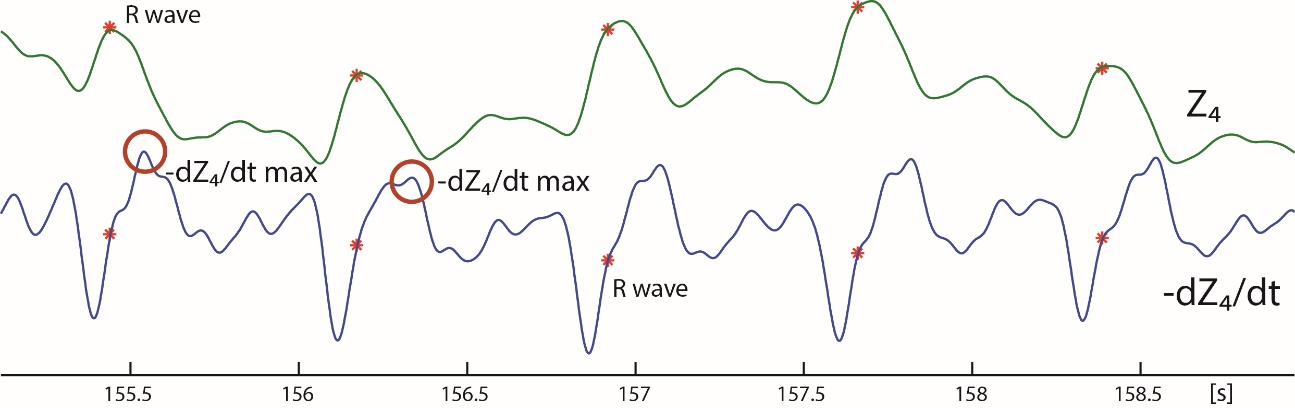 R wave
Z₄
-dZ₄/dt max
-dZ₄/dt max
R wave
-dZ₄/dt
155.5 156 156.5 157 157.5 158 158.5 [s]